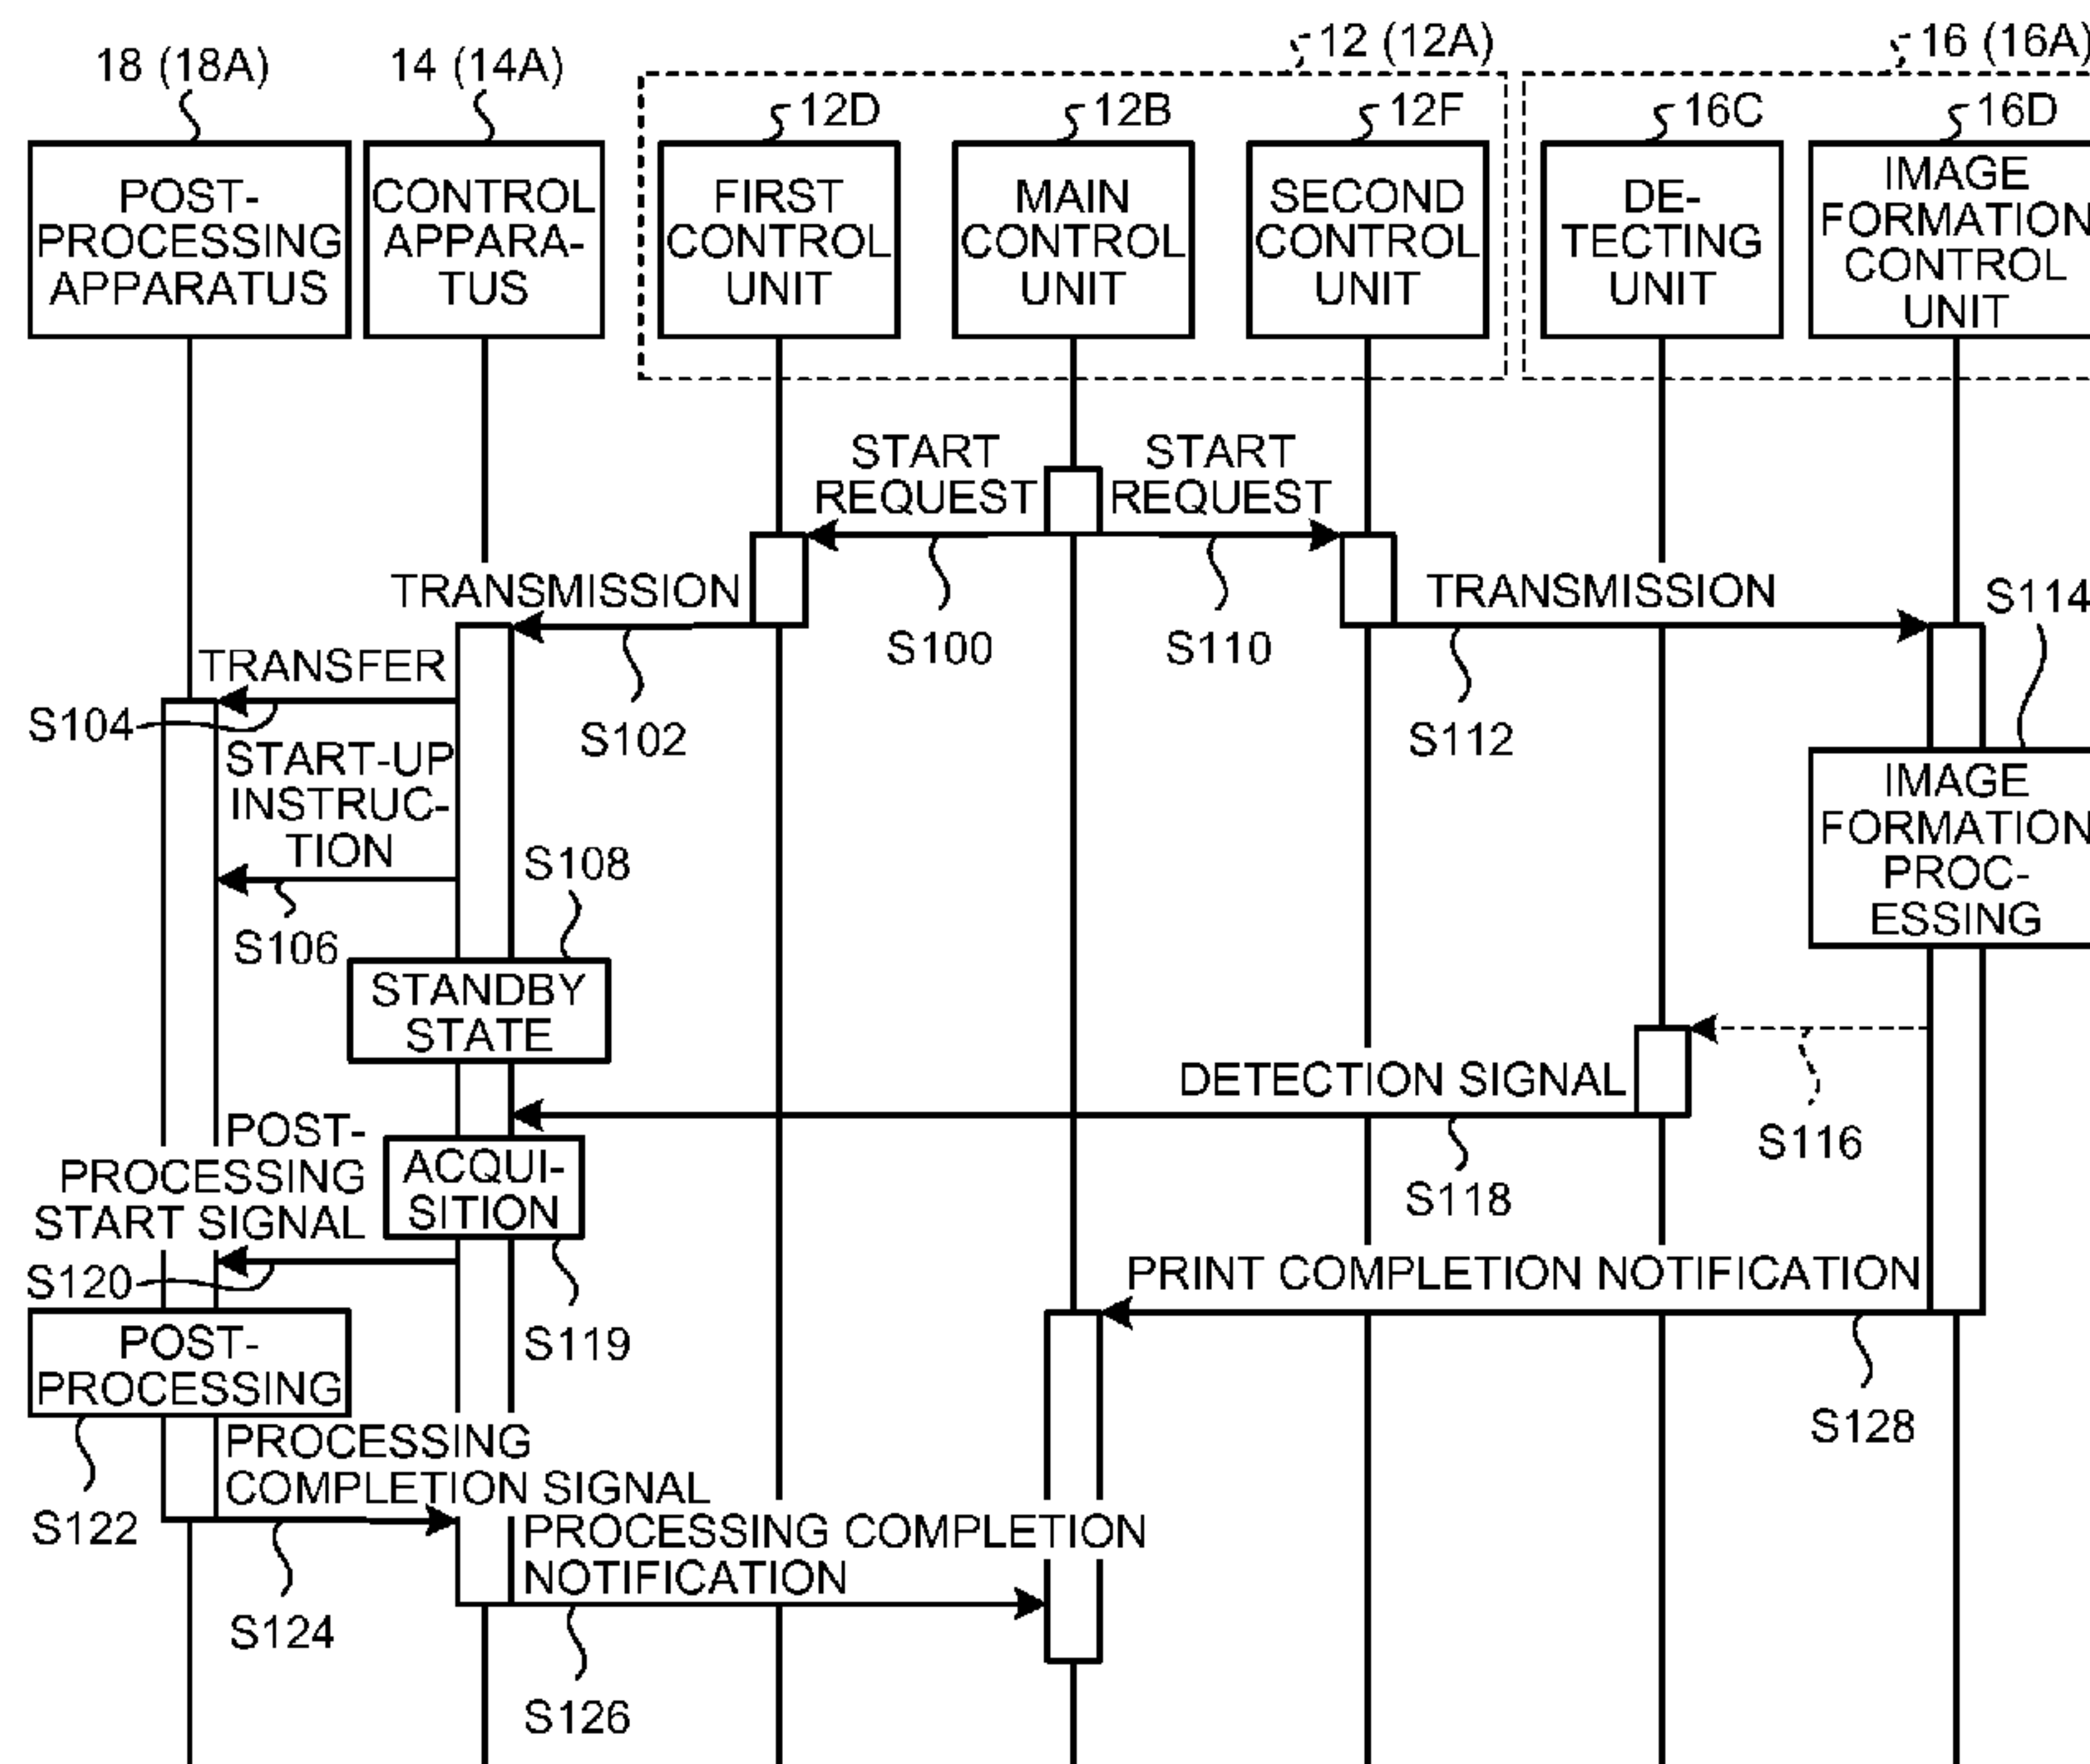 18 (18A)
14 (14A)
12 (12A)
16 (16A)
12D
12B
12F
16C
16D
POST-
PROCESSING
APPARATUS
CONTROL
APPARA-
TUS
FIRST
CONTROL
UNIT
MAIN
CONTROL
UNIT
SECOND
CONTROL
UNIT
DE-
TECTING
UNIT
IMAGE
FORMATION
CONTROL
UNIT
START
REQUEST
START
REQUEST
S100
S110
TRANSMISSION
S102
TRANSMISSION
S112
S114
TRANSFER
S104
START-UP
INSTRUC-
TION
S106
IMAGE
FORMATION
PROC-
ESSING
S108
STANDBY
STATE
S116
DETECTION SIGNAL
S118
ACQUI-
SITION
S119
POST-
PROCESSING
START SIGNAL
S120
PRINT COMPLETION NOTIFICATION
S128
POST-
PROCESSING
S122
PROCESSING
COMPLETION SIGNAL
S124
PROCESSING COMPLETION
NOTIFICATION
S126